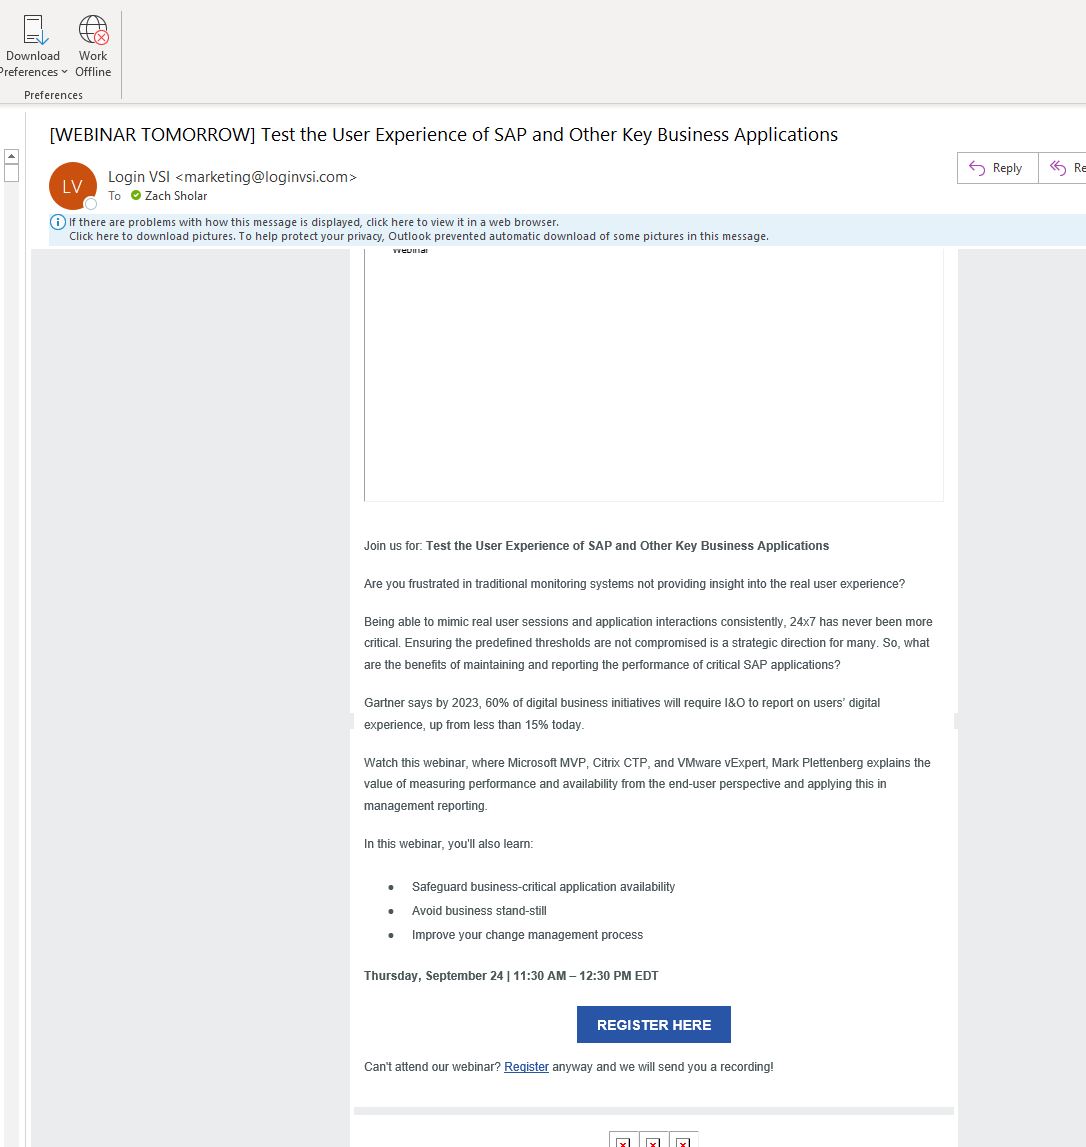 Download
Preferences
Work
Offline
Preferences
[WEBINAR TOMORROW] Test the User Experience of SAP and Other Key Business Applications
LV
Login VSI <marketing@loginvsi.com>
To Zach Sholar
Reply
Re
If there are problems with how this message is displayed, click here to view it in a web browser.
Click here to download pictures. To help protect your privacy, Outlook prevented automatic download of some pictures in this message.
Webinar
Join us for: Test the User Experience of SAP and Other Key Business Applications
Are you frustrated in traditional monitoring systems not providing insight into the real user experience?
Being able to mimic real user sessions and application interactions consistently, 24x7 has never been more
critical. Ensuring the predefined thresholds are not compromised is a strategic direction for many. So, what
are the benefits of maintaining and reporting the performance of critical SAP applications?
Gartner says by 2023, 60% of digital business initiatives will require I&O to report on users’ digital
experience, up from less than 15% today.
Watch this webinar, where Microsoft MVP, Citrix CTP, and VMware vExpert, Mark Plettenberg explains the
value of measuring performance and availability from the end-user perspective and applying this in
management reporting.
In this webinar, you'll also learn:
● Safeguard business-critical application availability
● Avoid business stand-still
● Improve your change management process
Thursday, September 24 | 11:30 AM – 12:30 PM EDT
REGISTER HERE
Can't attend our webinar? Register anyway and we will send you a recording!